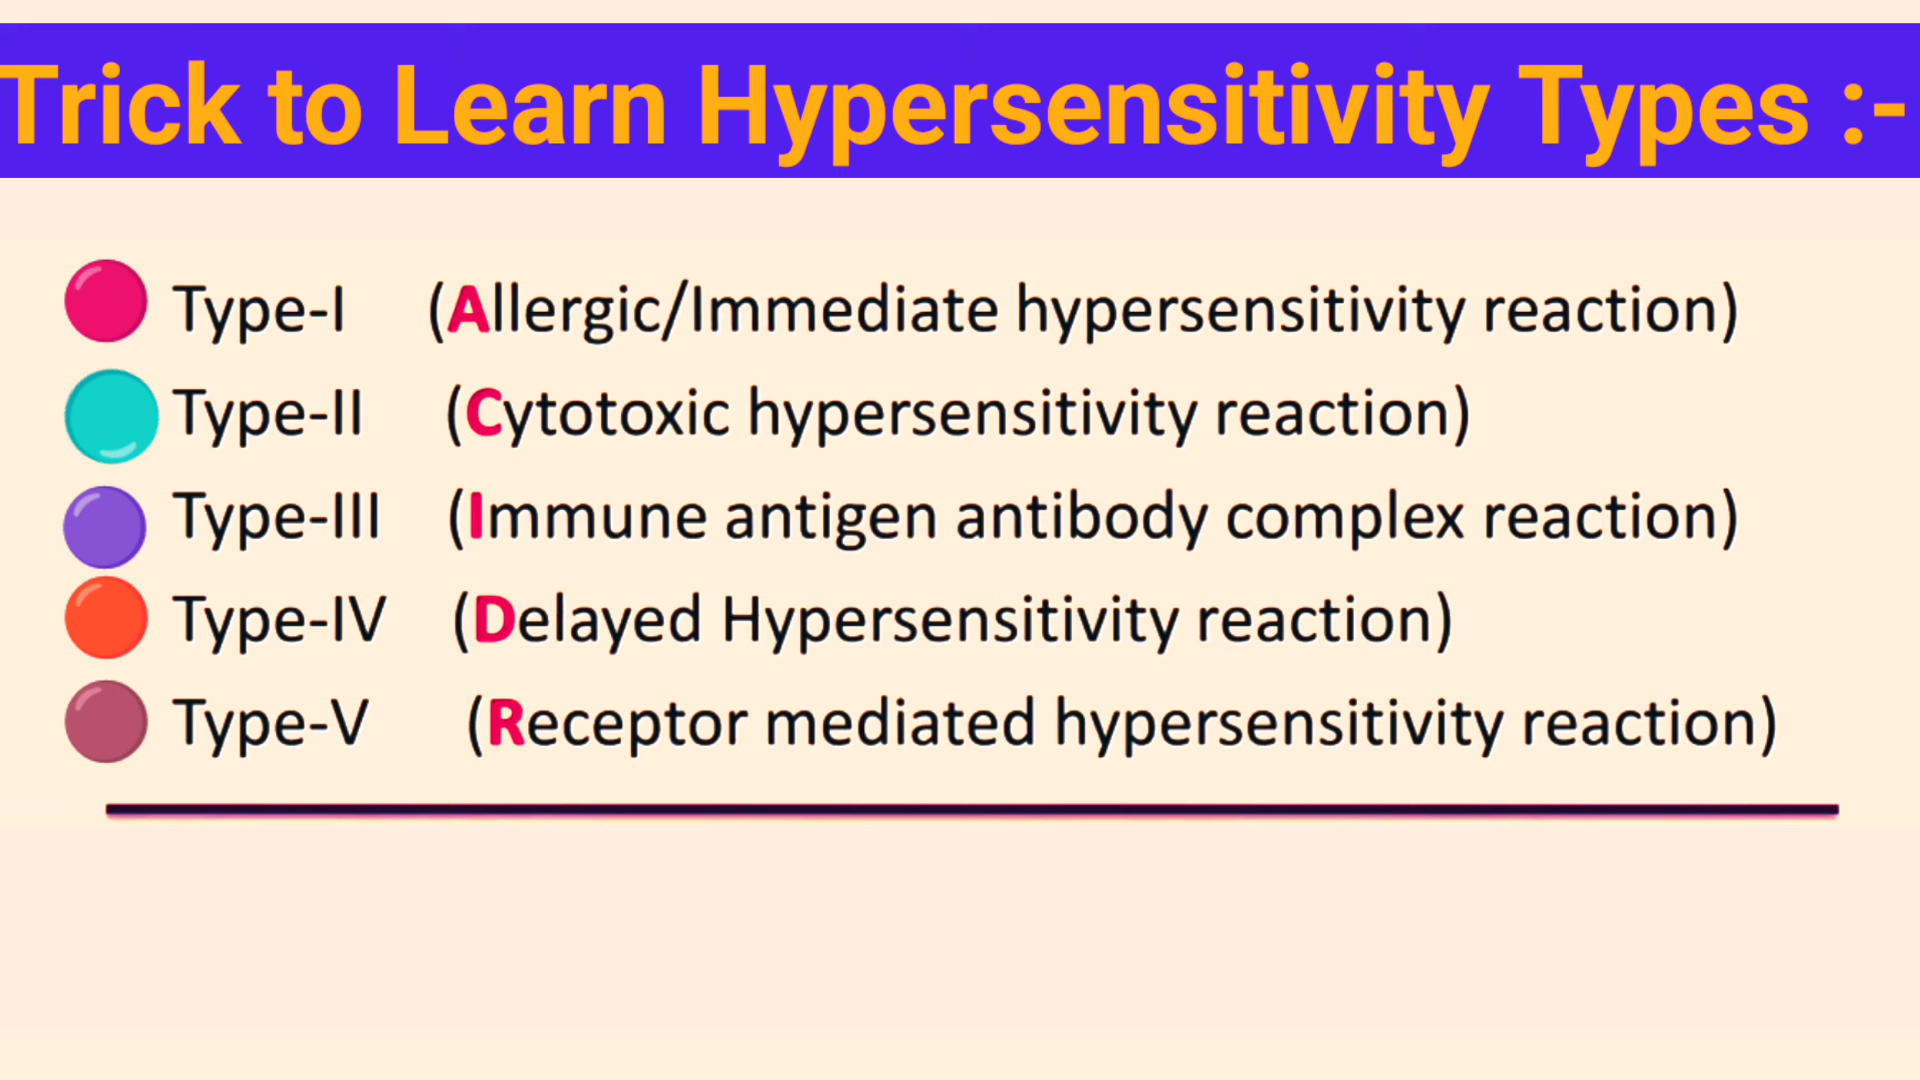 Trick to Learn Hypersensitivity Types :-
Type-I (Allergic/Immediate hypersensitivity reaction)
Type-II (Cytotoxic hypersensitivity reaction)
Type-III (Immune antigen antibody complex reaction)
Type-IV (Delayed Hypersensitivity reaction)
Type-V (Receptor mediated hypersensitivity reaction)